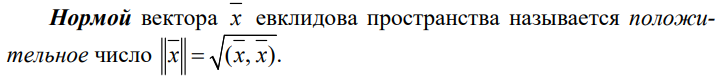 Нормой вектора x̅ евклидова пространства называется положи-
тельное число ‖x̅‖ = √(x̅, x̅).